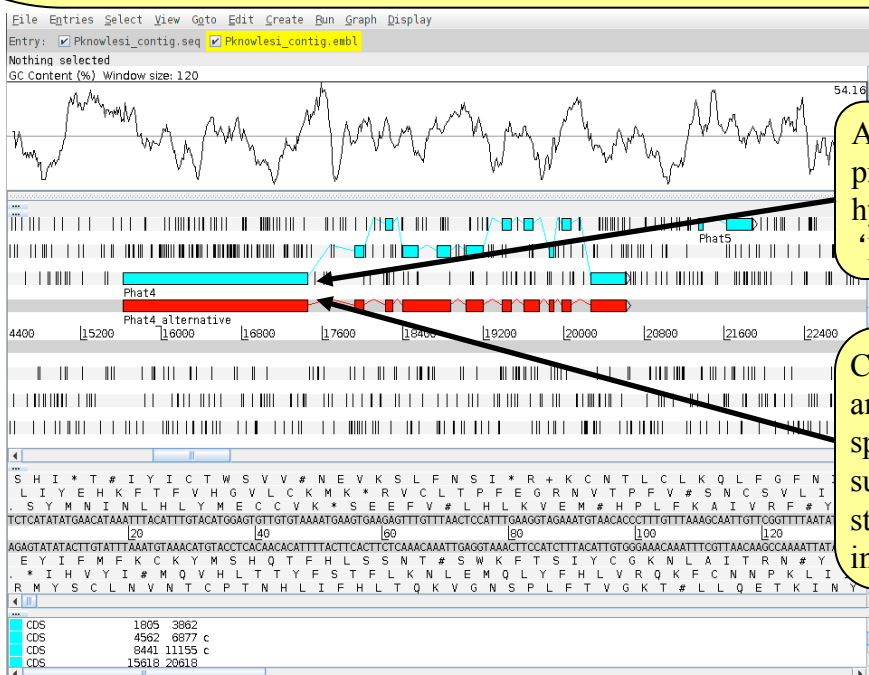 File Entries Select View Goto Edit Create Run Graph Display
Entry: Pknowlesi_contig.seq Pknowlesi_contig.embl
Nothing selected
GC Content (%) Window size: 120
54.16
Phat5
Phat4
Phat4_alternative
4400 15200 16000 16800 17600 18400 19200 20000 20800 21600 22400
S H I * T # I Y I C T W S V V # N E V K S L F N S I * R + K C N T L C L K Q L F G F N I
L I Y E H K F T F V H G V L C K M K * R V C L T P F E G R N V T P F V # S N C S V L I
. S Y M N I N L H L Y M E C C V K * S E E F V # L H L K V E M # H P L F K A I V R F # Y
20 40 60 80 100 120
E Y I F M F K C K Y M S H Q T F H L S S N T # S W K F T S I Y C G K N L A I T R N # Y
. * I H V Y I # M Q V H L T T Y F S T F L K N L E M Q L Y F H L V R Q K F C N N P K L I
R M Y S C L N V N T C P T N H L I F H L T Q K V G N S P L F T V G K T # L L Q E T K I N Y
CDS 1805 3862
CDS 4562 6877 c
CDS 8441 11155 c
CDS 15618 20618